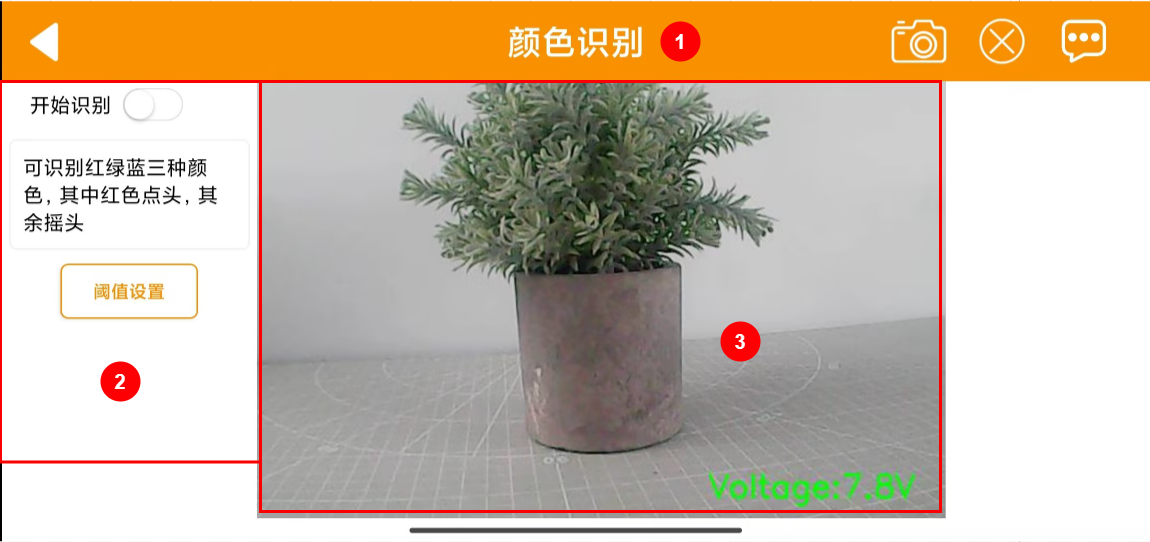 颜色识别
1
开始识别
可识别红绿蓝三种颜
色，其中红色点头，其
余摇头
阈值设置
2
3
Voltage:7.8V